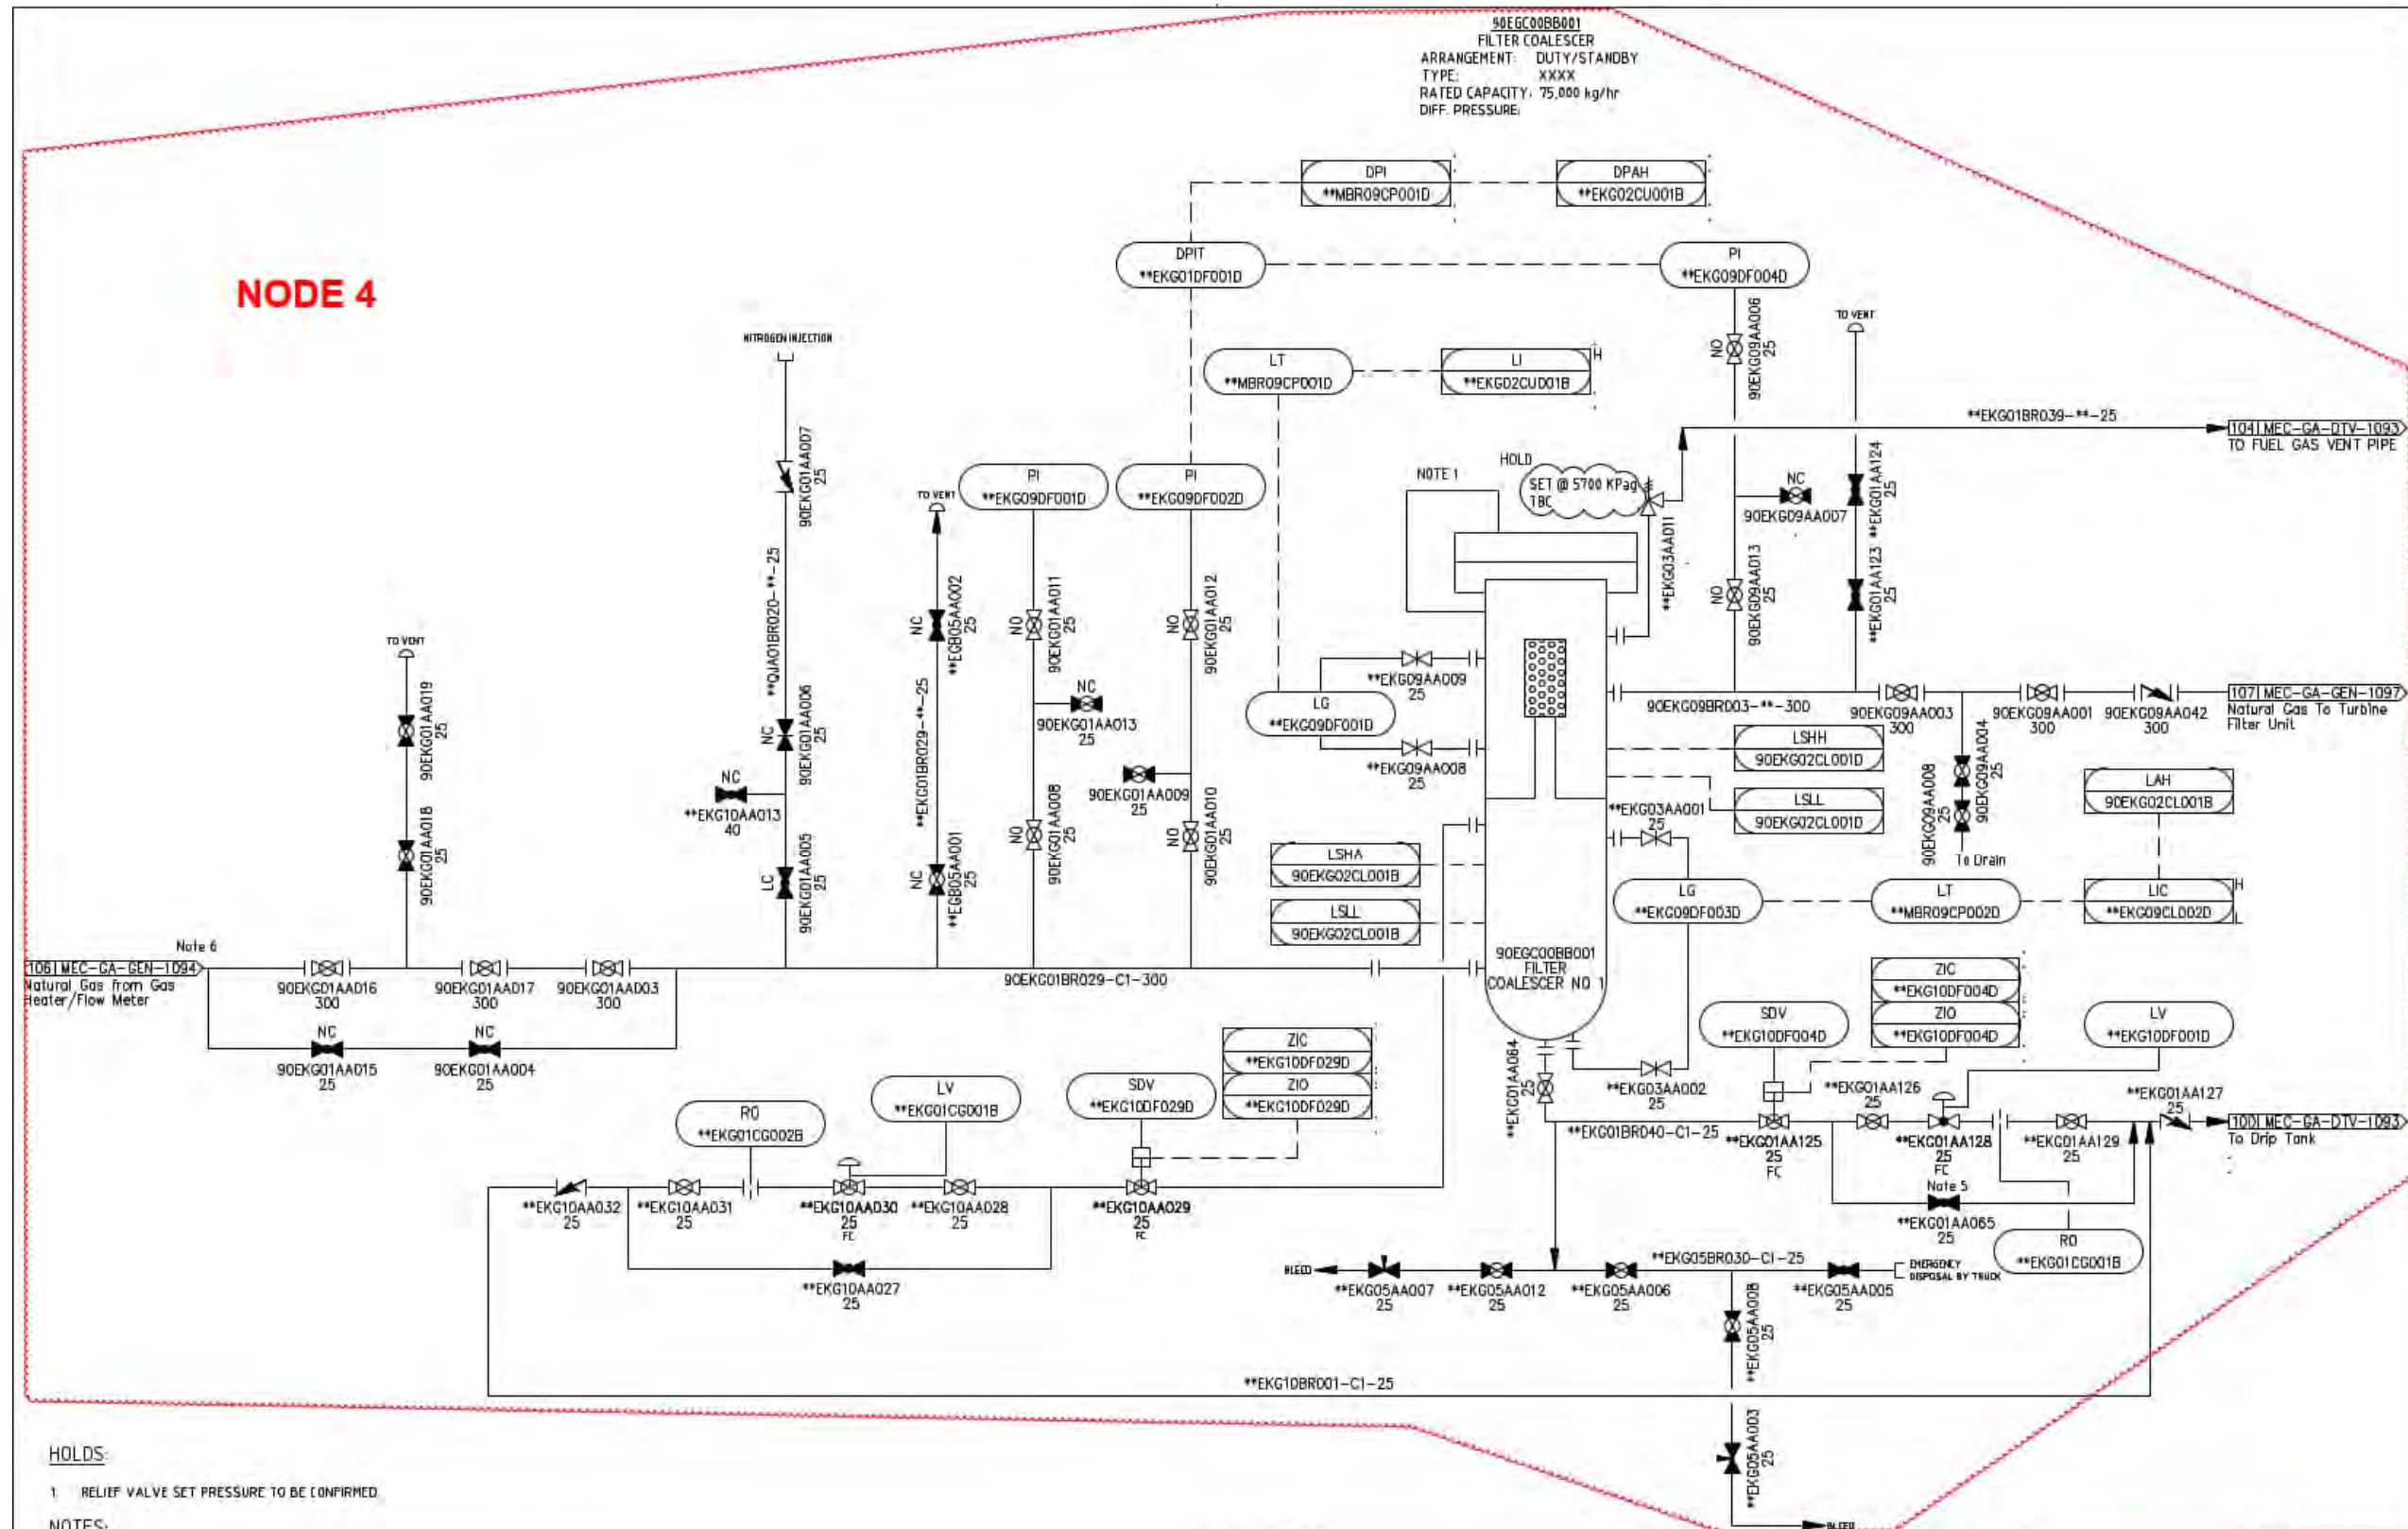 90EGC00BB001
FILTER COALESCER
ARRANGEMENT: DUTY/STANDBY
TYPE: XXXX
RATED CAPACITY: 75,000 kg/hr
DIFF. PRESSURE:
NODE 4
DPI
**MBR09CP001D
DPAH
**EKG02CU001B
DPIT
**EKG01DF001D
PI
**EKG09DF004D
90EKG09AA006
25
NO
TO VENT
NITROGEN INJECTION
LT
**MBR09CP001D
LI
**EKG02CU001B
H
**EKG01BR039-**-25
104| MEC-GA-DTV-1093
TO FUEL GAS VENT PIPE
90EKG01AA007
25
TO VENT
PI
**EKG09DF001D
PI
**EKG09DF002D
NOTE 1
HOLD
SET @ 5700 KPag
TBC
**EKG03AA011
90EKG09AA007
NC
**EKG01AA124
25
**QJA01BR020-**-25
NC
**EGB05AA002
25
NO
90EKG01AA011
25
NO
90EKG01AA012
25
NO
90EKG09AA013
25
**EKG01AA123
25
TO VENT
90EKG01AA019
25
NC
90EKG01AA006
25
**EKG01BR029-**-25
NC
90EKG01AA013
25
**EKG09AA009
25
LG
**EKG09DF001D
**EKG09AA008
25
90EKG09BR003-**-300
90EKG09AA003
300
90EKG09AA001
300
90EKG09AA042
300
107| MEC-GA-GEN-1097
Natural Gas To Turbine
Filter Unit
LSHH
90EKG02CL001D
LSLL
90EKG02CL001D
90EKG09AA004
25
90EKG09AA008
25
To Drain
LAH
90EKG02CL001B
NC
**EKG10AA013
40
90EKG01AA009
25
NO
90EKG01AA008
25
NO
90EKG01AA010
25
**EKG03AA001
25
90EKG01AA018
25
LC
90EKG01AA005
25
NC
**EGB05AA001
25
LSHA
90EKG02CL001B
LSLL
90EKG02CL001B
LG
**EKG09DF003D
LT
**MBR09CP002D
LIC
**EKG09CL002D
H
L
Note 6
106| MEC-GA-GEN-1094
Natural Gas from Gas
Heater/Flow Meter
90EKG01AA016
300
90EKG01AA017
300
90EKG01AA003
300
90EKG01BR029-C1-300
90EGC00BB001
FILTER
COALESCER NO 1
NC
90EKG01AA015
25
NC
90EKG01AA004
25
ZIC
**EKG10DF004D
ZIO
**EKG10DF004D
SDV
**EKG10DF004D
LV
**EKG10DF001D
ZIC
**EKG10DF029D
ZIO
**EKG10DF029D
RO
**EKG01CG002B
LV
**EKG01CG001B
SDV
**EKG10DF029D
**EKG01AA064
25
**EKG03AA002
25
**EKG01AA126
25
**EKG01AA127
25
**EKG01BR040-C1-25
**EKG01AA125
25
FC
**EKG01AA128
25
FC
**EKG01AA129
25
100| MEC-GA-DTV-1093
To Drip Tank
**EKG10AA032
25
**EKG10AA031
25
**EKG10AA030
25
FC
**EKG10AA028
25
**EKG10AA029
25
FC
Note 5
**EKG01AA065
25
RO
**EKG01CG001B
**EKG10AA027
25
BLEED
**EKG05AA007
25
**EKG05AA012
25
**EKG05AA006
25
**EKG05BR030-C1-25
**EKG05AA005
25
EMERGENCY
DISPOSAL BY TRUCK
**EKG05AA008
25
**EKG10BR001-C1-25
**EKG05AA003
25
BLEED
HOLDS:
1 RELIEF VALVE SET PRESSURE TO BE CONFIRMED.
NOTES: